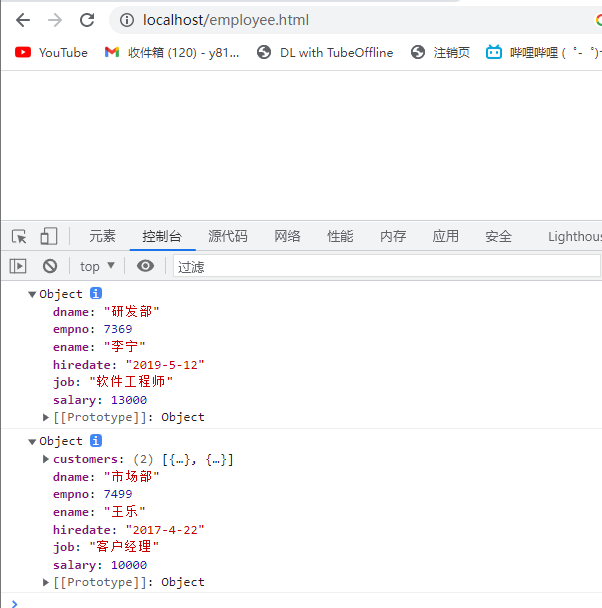 localhost/employee.html
YouTube 收件箱 (120) - y81... DL with TubeOffline 注销页 哔哩哔哩 (゜-゜)つ
元素 控制台 源代码 网络 性能 内存 应用 安全 Lighthous
top ▼ 过滤
▼Object i
dname: "研发部"
empno: 7369
ename: "李宁"
hiredate: "2019-5-12"
job: "软件工程师"
salary: 13000
▶[[Prototype]]: Object
▼Object i
▶customers: (2) [{…}, {…}]
dname: "市场部"
empno: 7499
ename: "王乐"
hiredate: "2017-4-22"
job: "客户经理"
salary: 10000
▶[[Prototype]]: Object
>